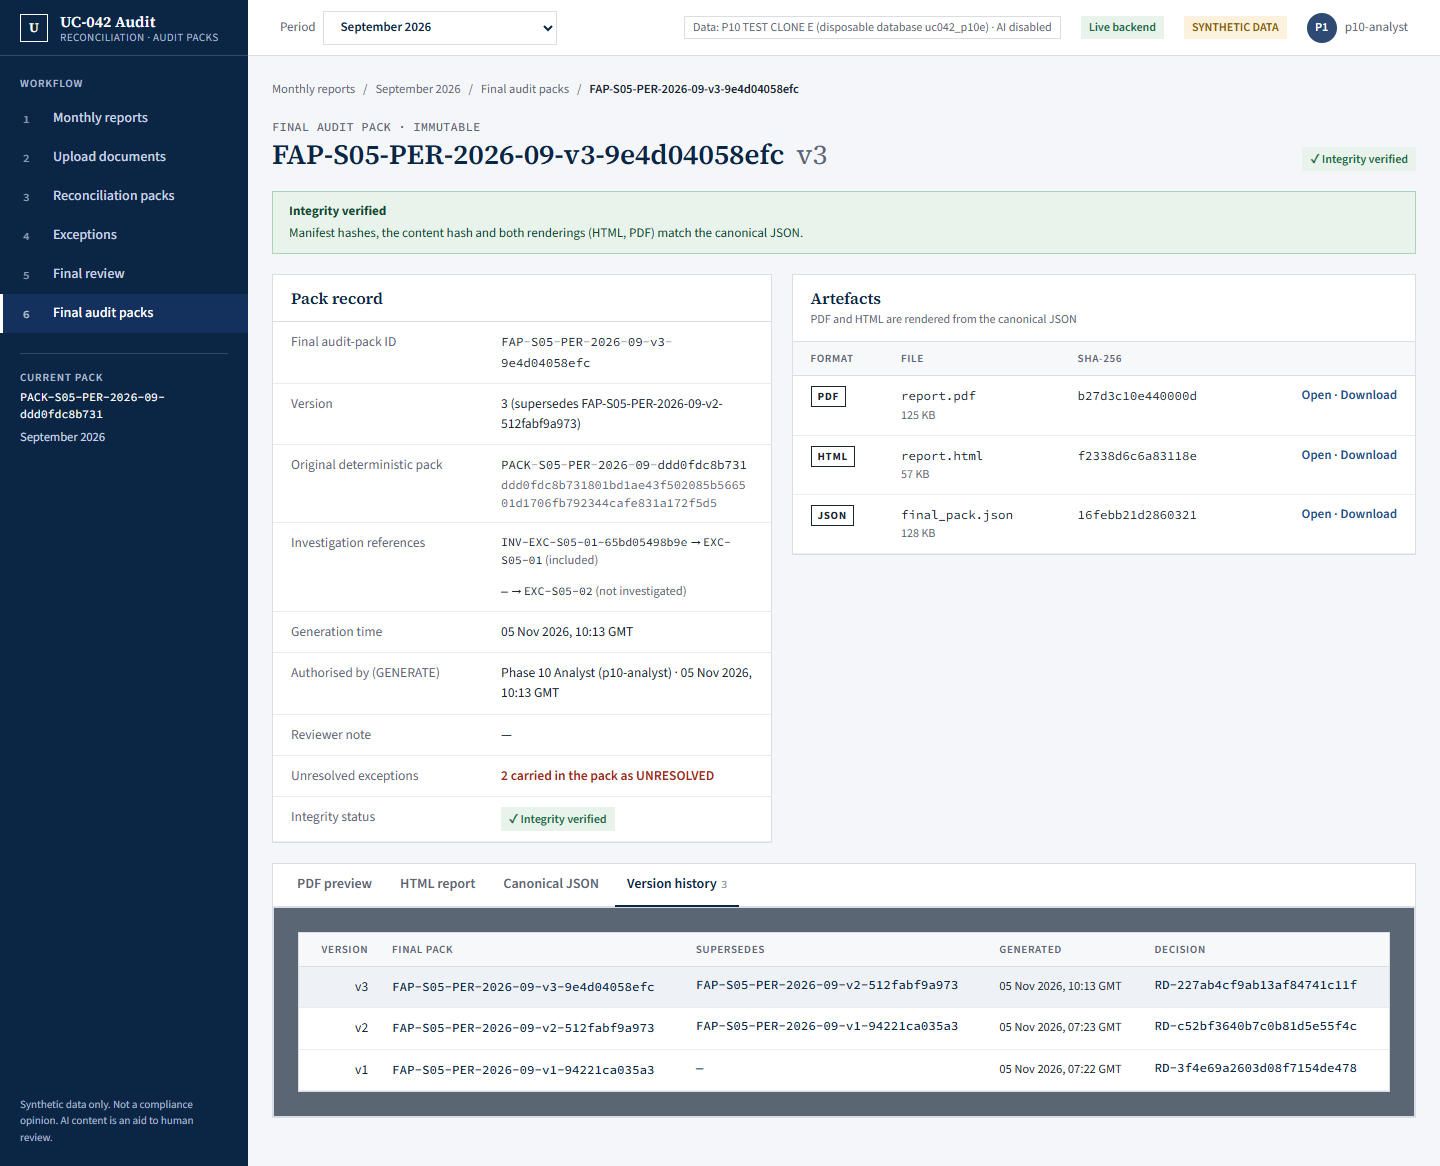 U
UC-042 Audit
RECONCILIATION · AUDIT PACKS
Period
September 2026
Data: P10 TEST CLONE E (disposable database uc042_p10e) · AI disabled
Live backend
SYNTHETIC DATA
P1
p10-analyst
WORKFLOW
1 Monthly reports
2 Upload documents
3 Reconciliation packs
4 Exceptions
5 Final review
6 Final audit packs
CURRENT PACK
PACK-S05-PER-2026-09-
ddd0fdc8b731
September 2026
Synthetic data only. Not a compliance
opinion. AI content is an aid to human
review.
Monthly reports / September 2026 / Final audit packs / FAP-S05-PER-2026-09-v3-9e4d04058efc
FINAL AUDIT PACK · IMMUTABLE
FAP-S05-PER-2026-09-v3-9e4d04058efc v3
✓ Integrity verified
Integrity verified
Manifest hashes, the content hash and both renderings (HTML, PDF) match the canonical JSON.
Pack record
Final audit-pack ID
FAP-S05-PER-2026-09-v3-
9e4d04058efc
Version
3 (supersedes FAP-S05-PER-2026-09-v2-
512fabf9a973)
Original deterministic pack
PACK-S05-PER-2026-09-ddd0fdc8b731
ddd0fdc8b731801bd1ae43f502085b5665
01d1706fb792344cafe831a172f5d5
Investigation references
INV-EXC-S05-01-65bd05498b9e → EXC-
S05-01 (included)
— → EXC-S05-02 (not investigated)
Generation time
05 Nov 2026, 10:13 GMT
Authorised by (GENERATE)
Phase 10 Analyst (p10-analyst) · 05 Nov 2026,
10:13 GMT
Reviewer note
—
Unresolved exceptions
2 carried in the pack as UNRESOLVED
Integrity status
✓ Integrity verified
Artefacts
PDF and HTML are rendered from the canonical JSON
FORMAT FILE SHA-256
PDF report.pdf b27d3c10e440000d Open · Download
125 KB
HTML report.html f2338d6c6a83118e Open · Download
57 KB
JSON final_pack.json 16febb21d2860321 Open · Download
128 KB
PDF preview HTML report Canonical JSON Version history 3
VERSION FINAL PACK SUPERSEDES GENERATED DECISION
v3 FAP-S05-PER-2026-09-v3-9e4d04058efc FAP-S05-PER-2026-09-v2-512fabf9a973 05 Nov 2026, 10:13 GMT RD-227ab4cf9ab13af84741c11f
v2 FAP-S05-PER-2026-09-v2-512fabf9a973 FAP-S05-PER-2026-09-v1-94221ca035a3 05 Nov 2026, 07:23 GMT RD-c52bf3640b7c0b81d5e55f4c
v1 FAP-S05-PER-2026-09-v1-94221ca035a3 — 05 Nov 2026, 07:22 GMT RD-3f4e69a2603d08f7154de478